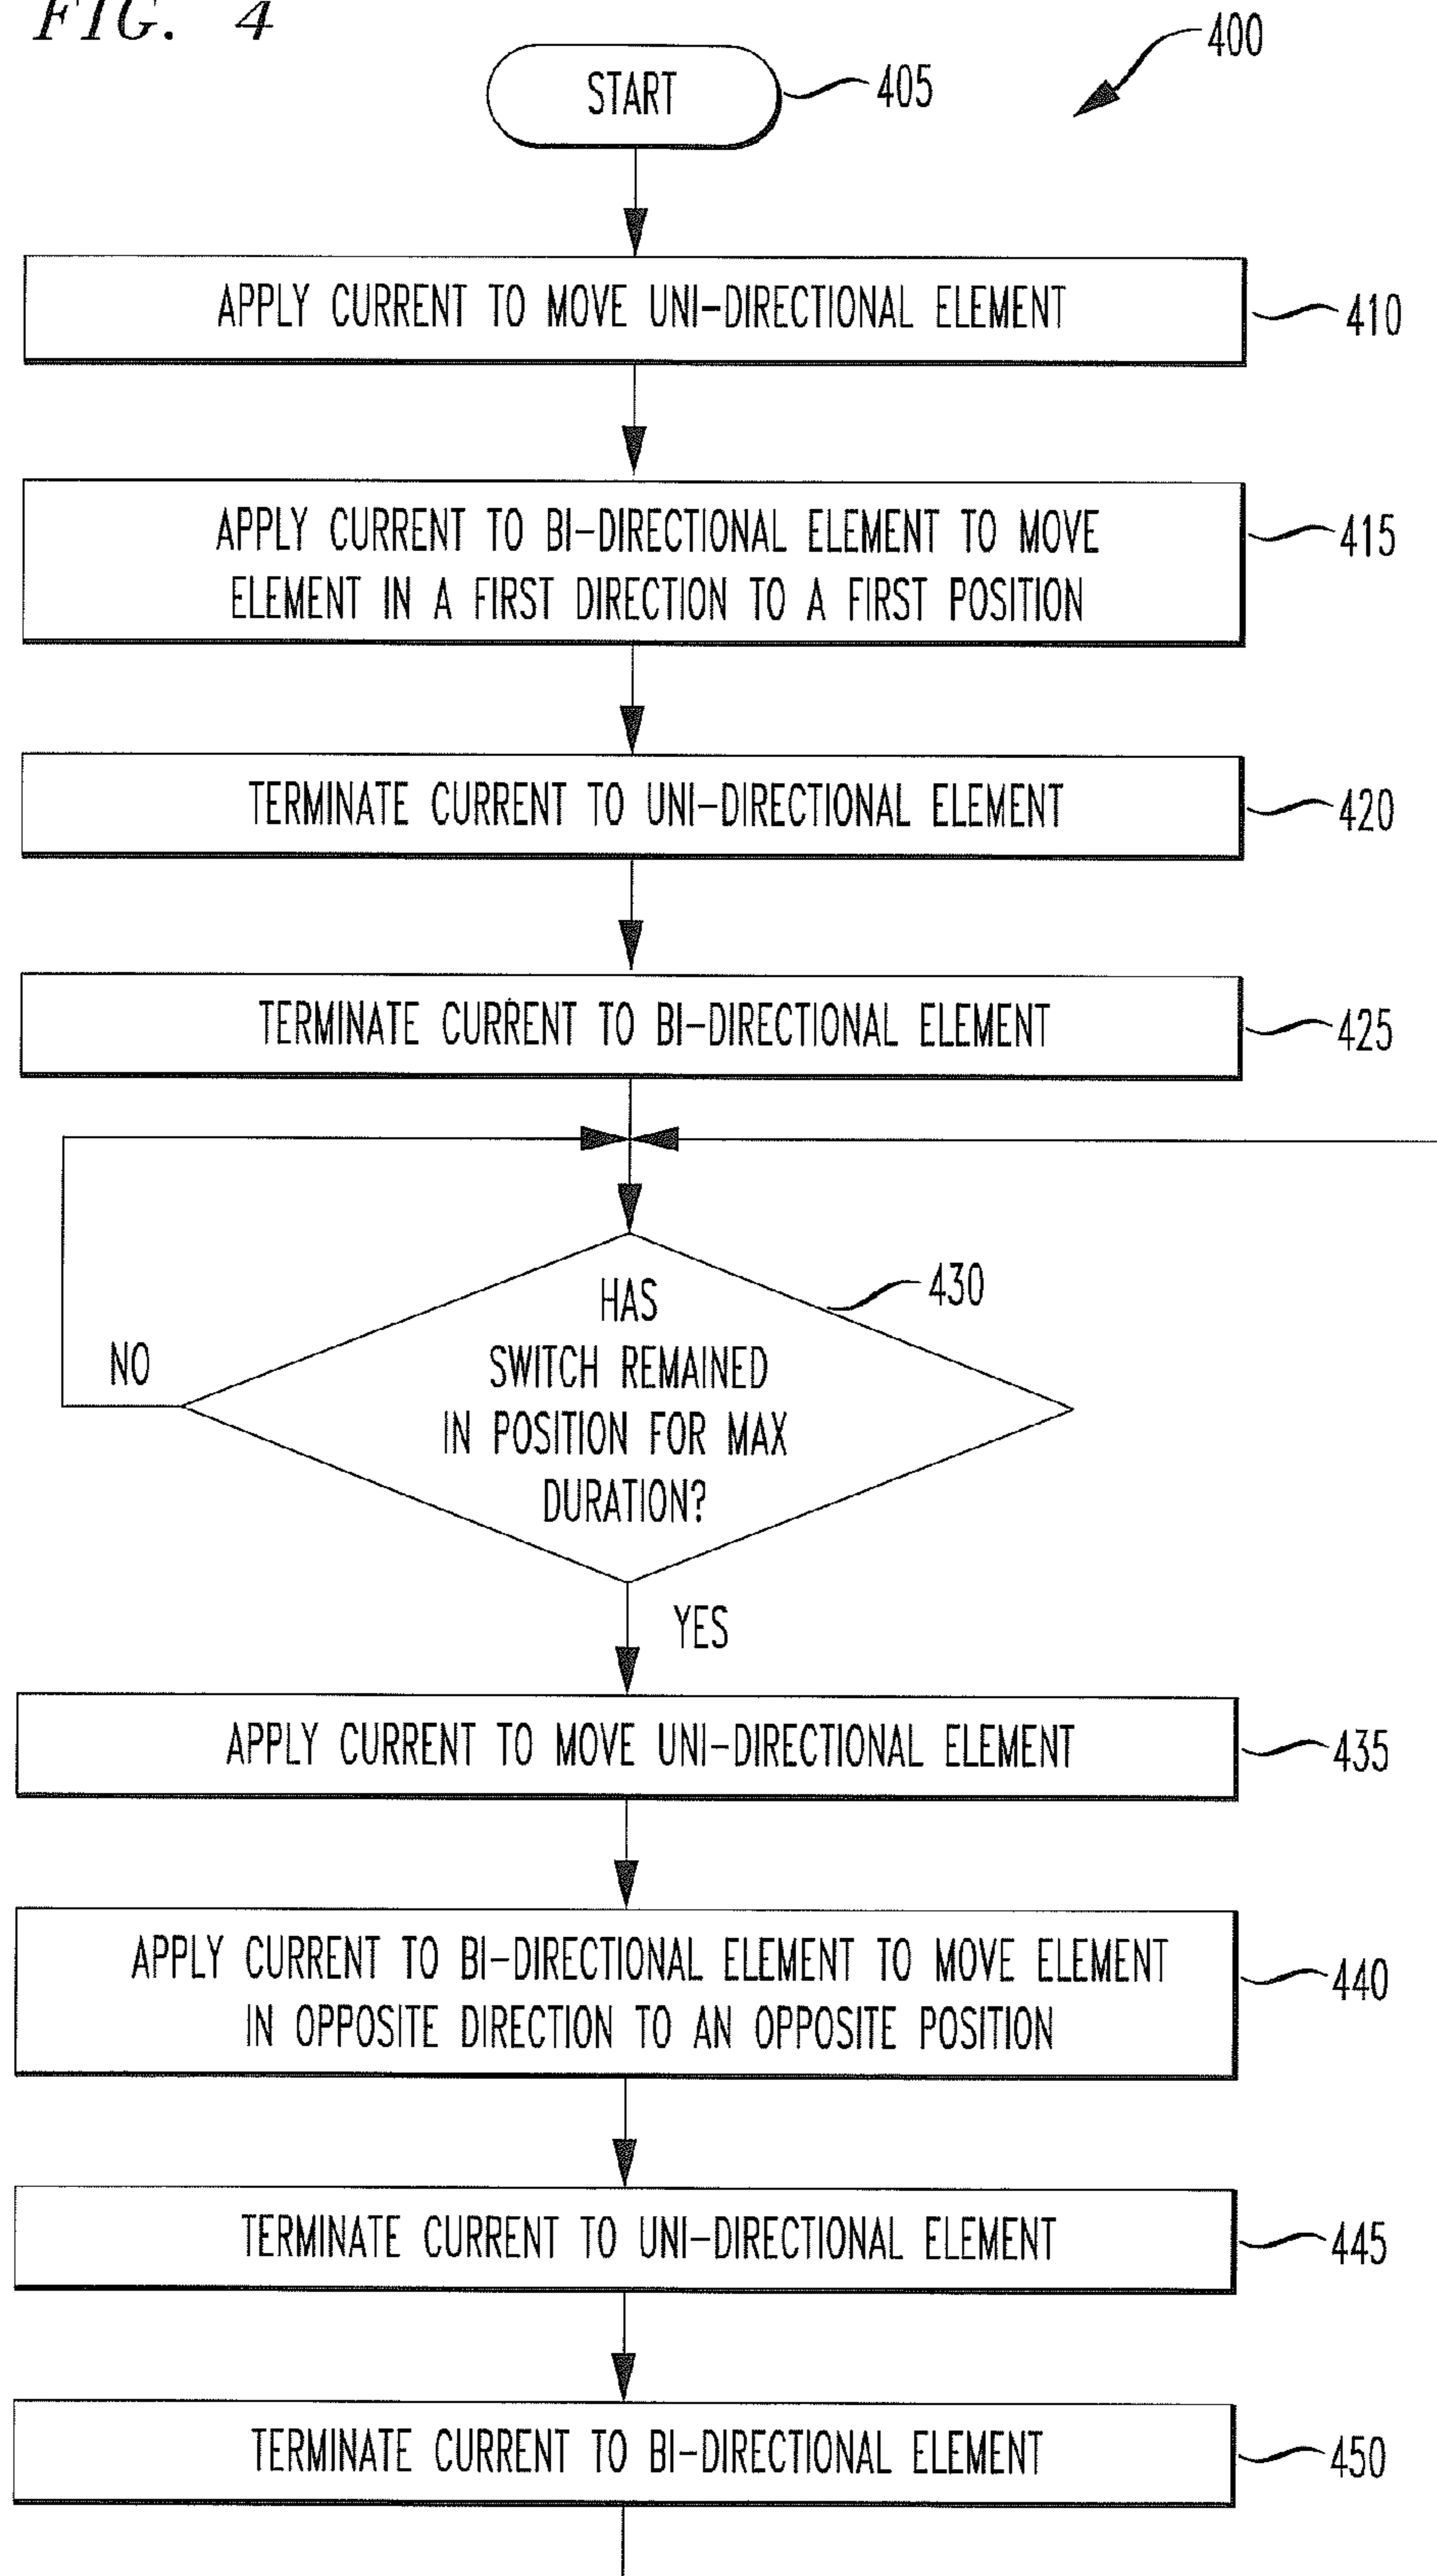 FIG. 4
400
START
405
APPLY CURRENT TO MOVE UNI-DIRECTIONAL ELEMENT
410
APPLY CURRENT TO BI-DIRECTIONAL ELEMENT TO MOVE
ELEMENT IN A FIRST DIRECTION TO A FIRST POSITION
415
TERMINATE CURRENT TO UNI-DIRECTIONAL ELEMENT
420
TERMINATE CURRENT TO BI-DIRECTIONAL ELEMENT
425
HAS
SWITCH REMAINED
IN POSITION FOR MAX
DURATION?
430
NO
YES
APPLY CURRENT TO MOVE UNI-DIRECTIONAL ELEMENT
435
APPLY CURRENT TO BI-DIRECTIONAL ELEMENT TO MOVE ELEMENT
IN OPPOSITE DIRECTION TO AN OPPOSITE POSITION
440
TERMINATE CURRENT TO UNI-DIRECTIONAL ELEMENT
445
TERMINATE CURRENT TO BI-DIRECTIONAL ELEMENT
450